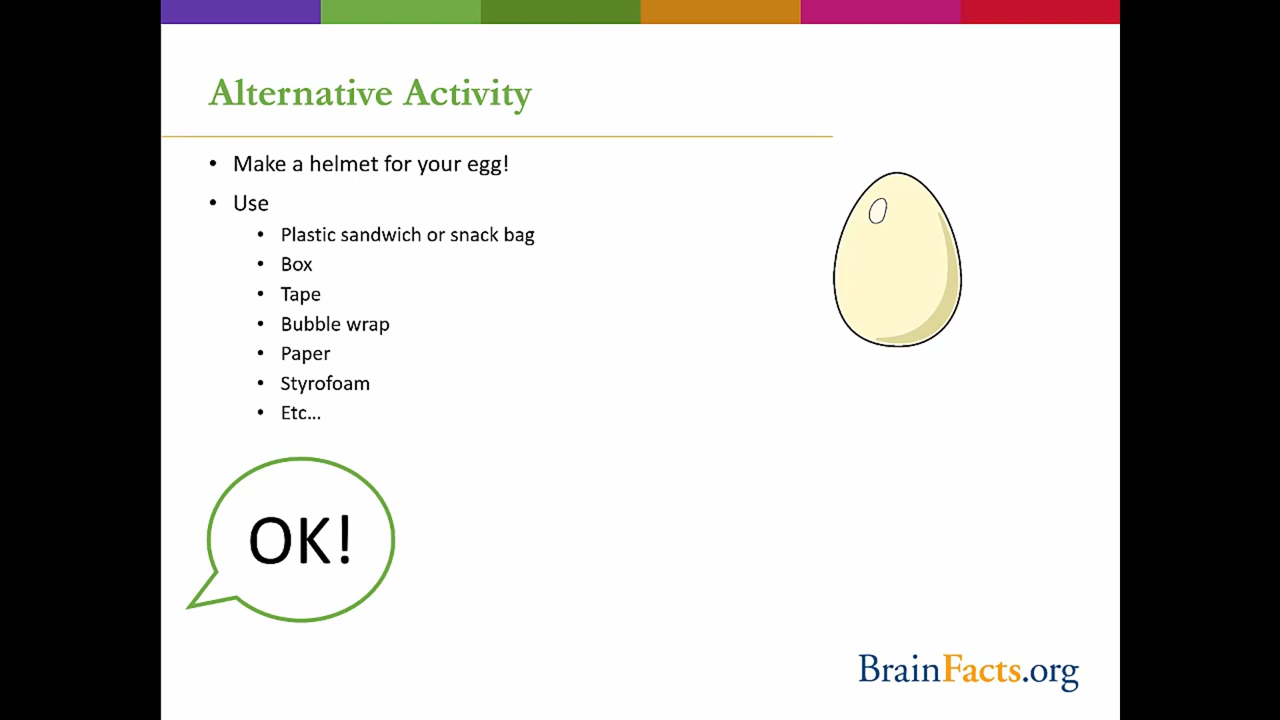 Alternative Activity
• Make a helmet for your egg!
• Use
• Plastic sandwich or snack bag
• Box
• Tape
• Bubble wrap
• Paper
• Styrofoam
• Etc...
OK!
BrainFacts.org